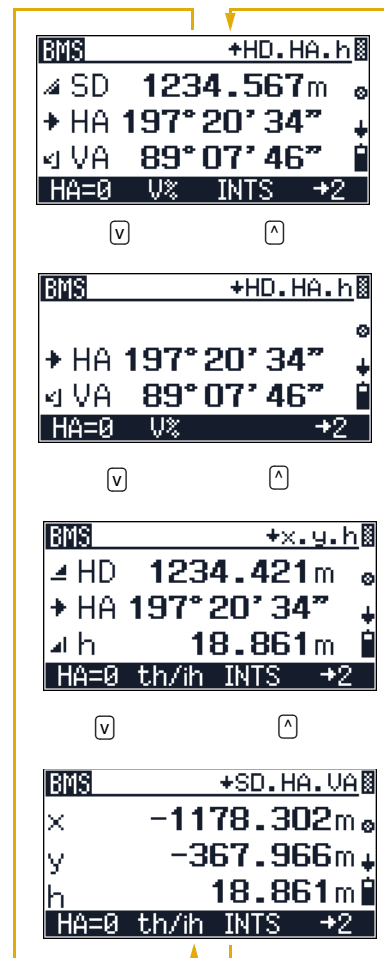 BMS +HD.HA.h
SD 1234.567m
HA 197°20'34"
VA 89°07'46"
HA=0 V% INTS →2
v ^
BMS +HD.HA.h
HA 197°20'34"
VA 89°07'46"
HA=0 V% →2
v ^
BMS +x.y.h
HD 1234.421m
HA 197°20'34"
h 18.861m
HA=0 th/ih INTS →2
v ^
BMS +SD.HA.VA
x -1178.302m
y -367.966m
h 18.861m
HA=0 th/ih INTS →2